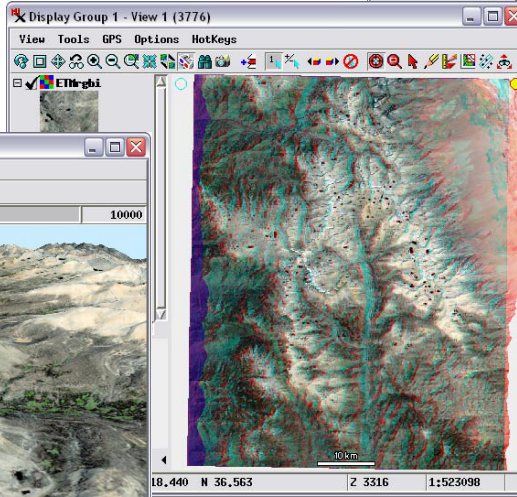 Display Group 1 - View 1 (3776)
View Tools GPS Options HotKeys
ETMrgbi
10000
10 km
18.440 N 36.563
Z 3316
1:523098